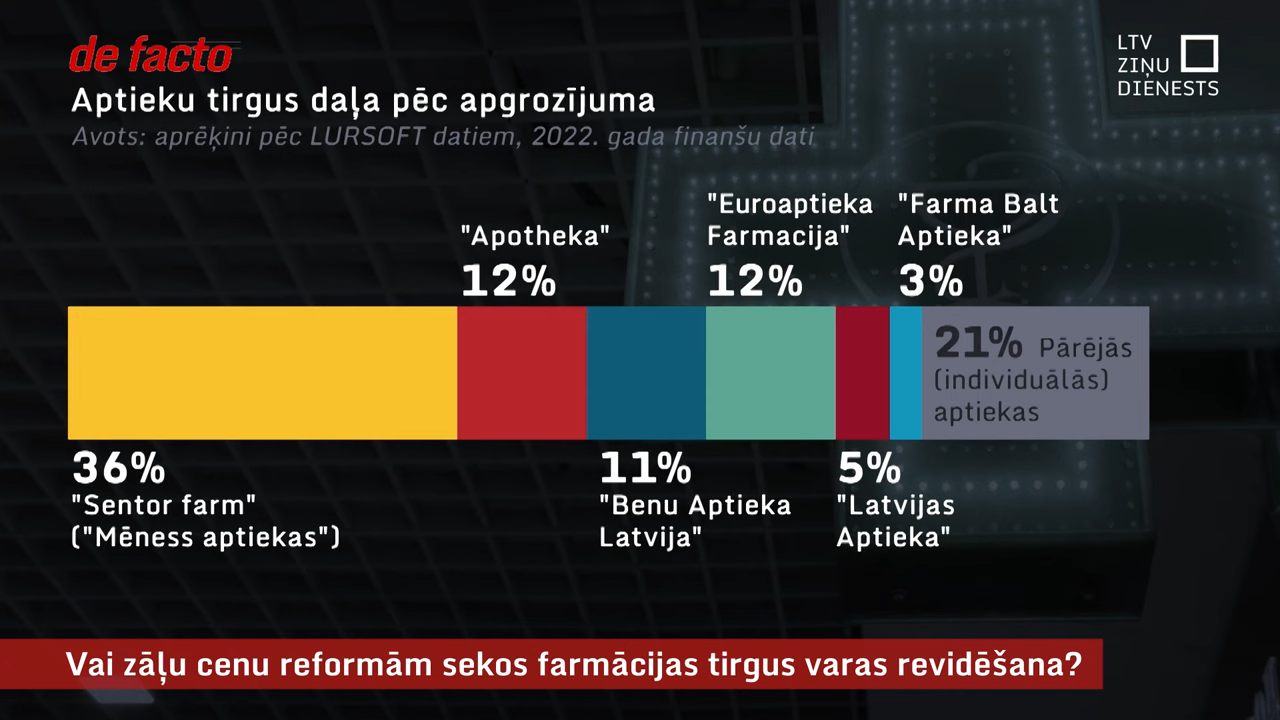 de facto
LTV
ZIŅU
DIENESTS
Aptieku tirgus daļa pēc apgrozījuma
Avots: aprēķini pēc LURSOFT datiem, 2022. gada finanšu dati
"Apotheka"
12%
"Euroaptieka
Farmacija"
12%
"Farma Balt
Aptieka"
3%
21% Pārējās
(individuālās)
aptiekas
36%
"Sentor farm"
("Mēness aptiekas")
11%
"Benu Aptieka
Latvija"
5%
"Latvijas
Aptieka"
Vai zāļu cenu reformām sekos farmācijas tirgus varas revidēšana?